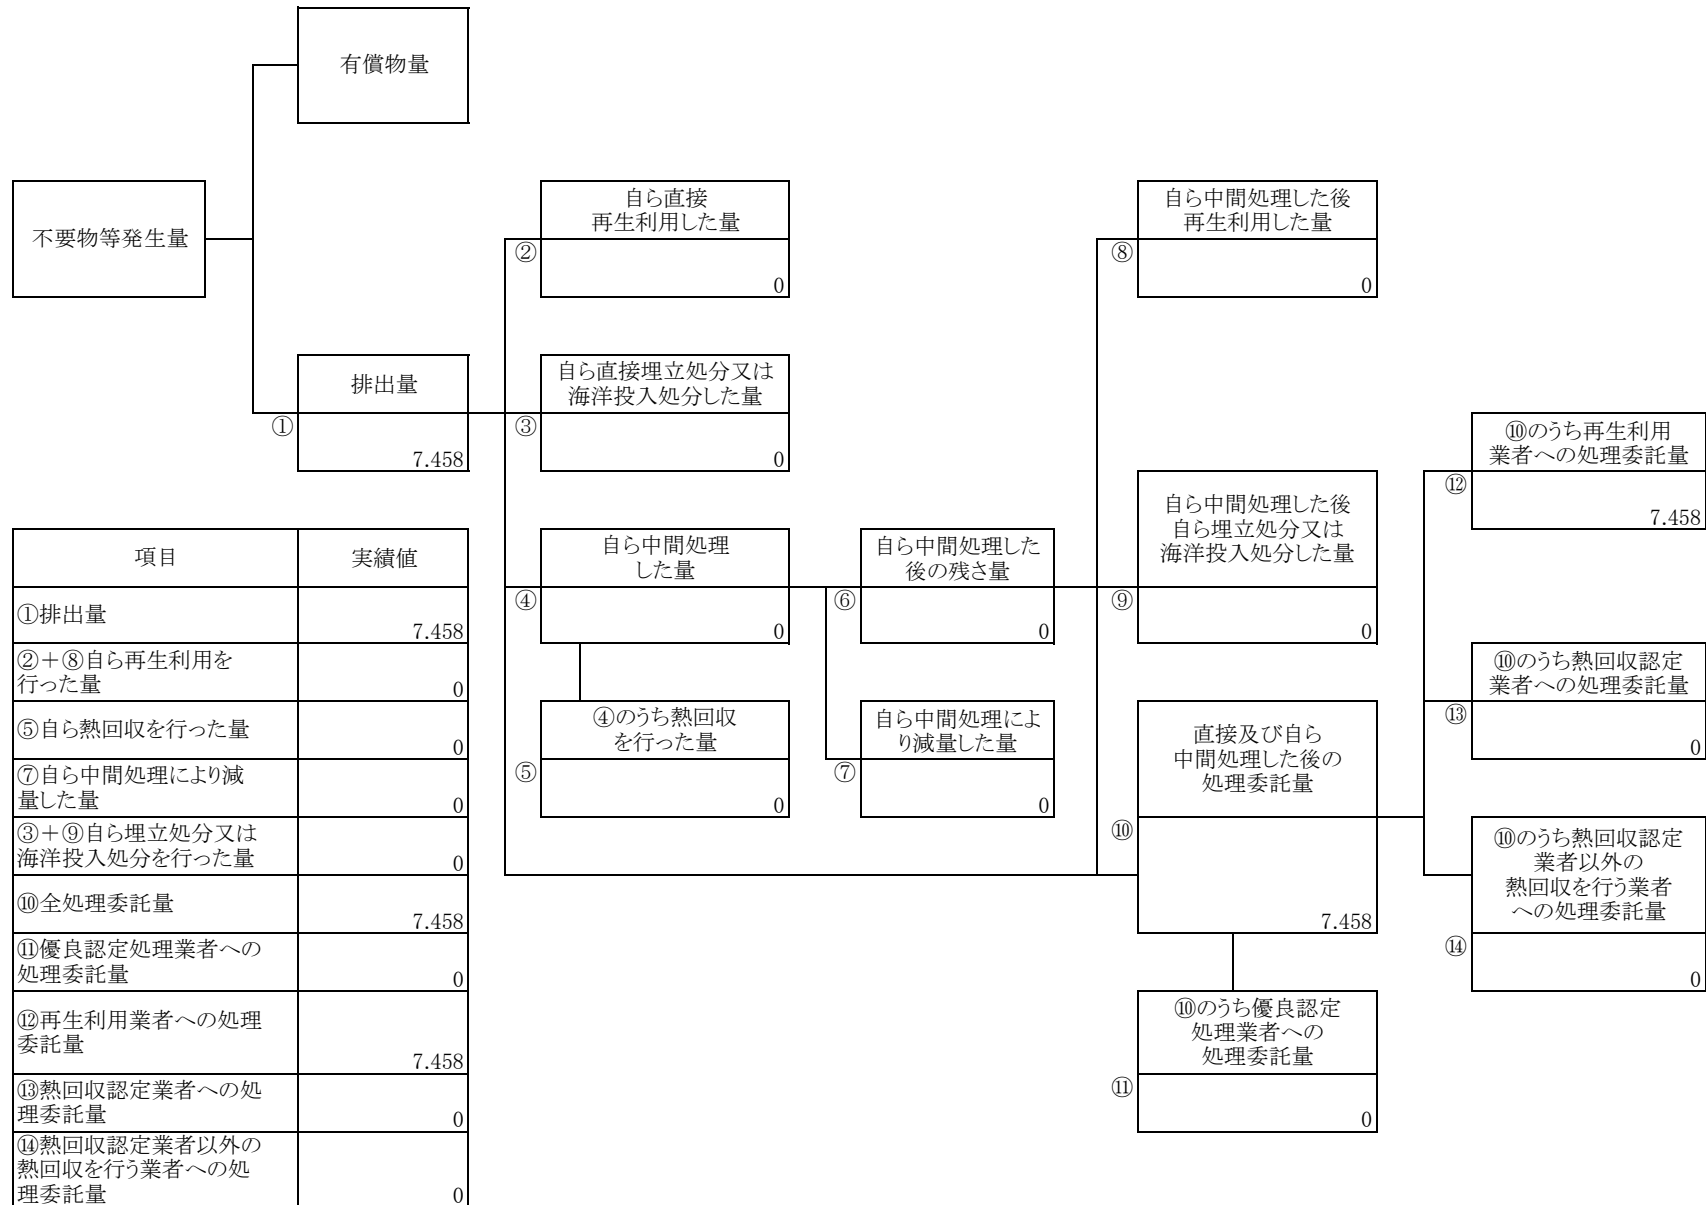 有償物量
不要物等発生量
自ら直接
再生利用した量
②
0
自ら中間処理した後
再生利用した量
⑧
0
排出量
①
7.458
自ら直接埋立処分又は
海洋投入処分した量
③
0
⑩のうち再生利用
業者への処理委託量
⑫
7.458
自ら中間処理
した量
④
0
自ら中間処理した
後の残さ量
⑥
0
自ら中間処理した後
自ら埋立処分又は
海洋投入処分した量
⑨
0
⑩のうち熱回収認定
業者への処理委託量
⑬
0
④のうち熱回収
を行った量
⑤
0
自ら中間処理によ
り減量した量
⑦
0
直接及び自ら
中間処理した後の
処理委託量
⑩
7.458
⑩のうち熱回収認定
業者以外の
熱回収を行う業者
への処理委託量
⑭
0
⑩のうち優良認定
処理業者への
処理委託量
⑪
0
項目 実績値
①排出量
7.458
②＋⑧自ら再生利用を
行った量
0
⑤自ら熱回収を行った量
0
⑦自ら中間処理により減
量した量
0
③＋⑨自ら埋立処分又は
海洋投入処分を行った量
0
⑩全処理委託量
7.458
⑪優良認定処理業者への
処理委託量
0
⑫再生利用業者への処理
委託量
7.458
⑬熱回収認定業者への処
理委託量
0
⑭熱回収認定業者以外の
熱回収を行う業者への処
理委託量
0